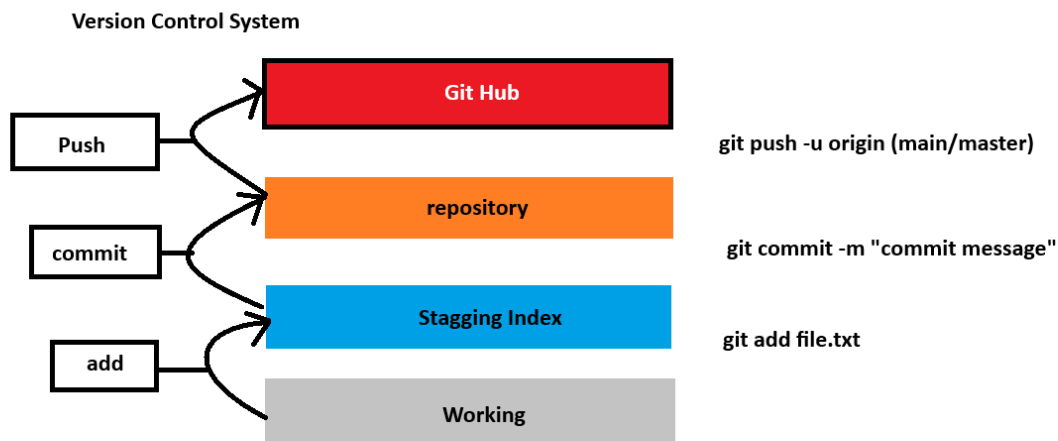 Version Control System
Git Hub
Push
git push -u origin (main/master)
repository
commit
git commit -m "commit message"
Stagging Index
git add file.txt
add
Working